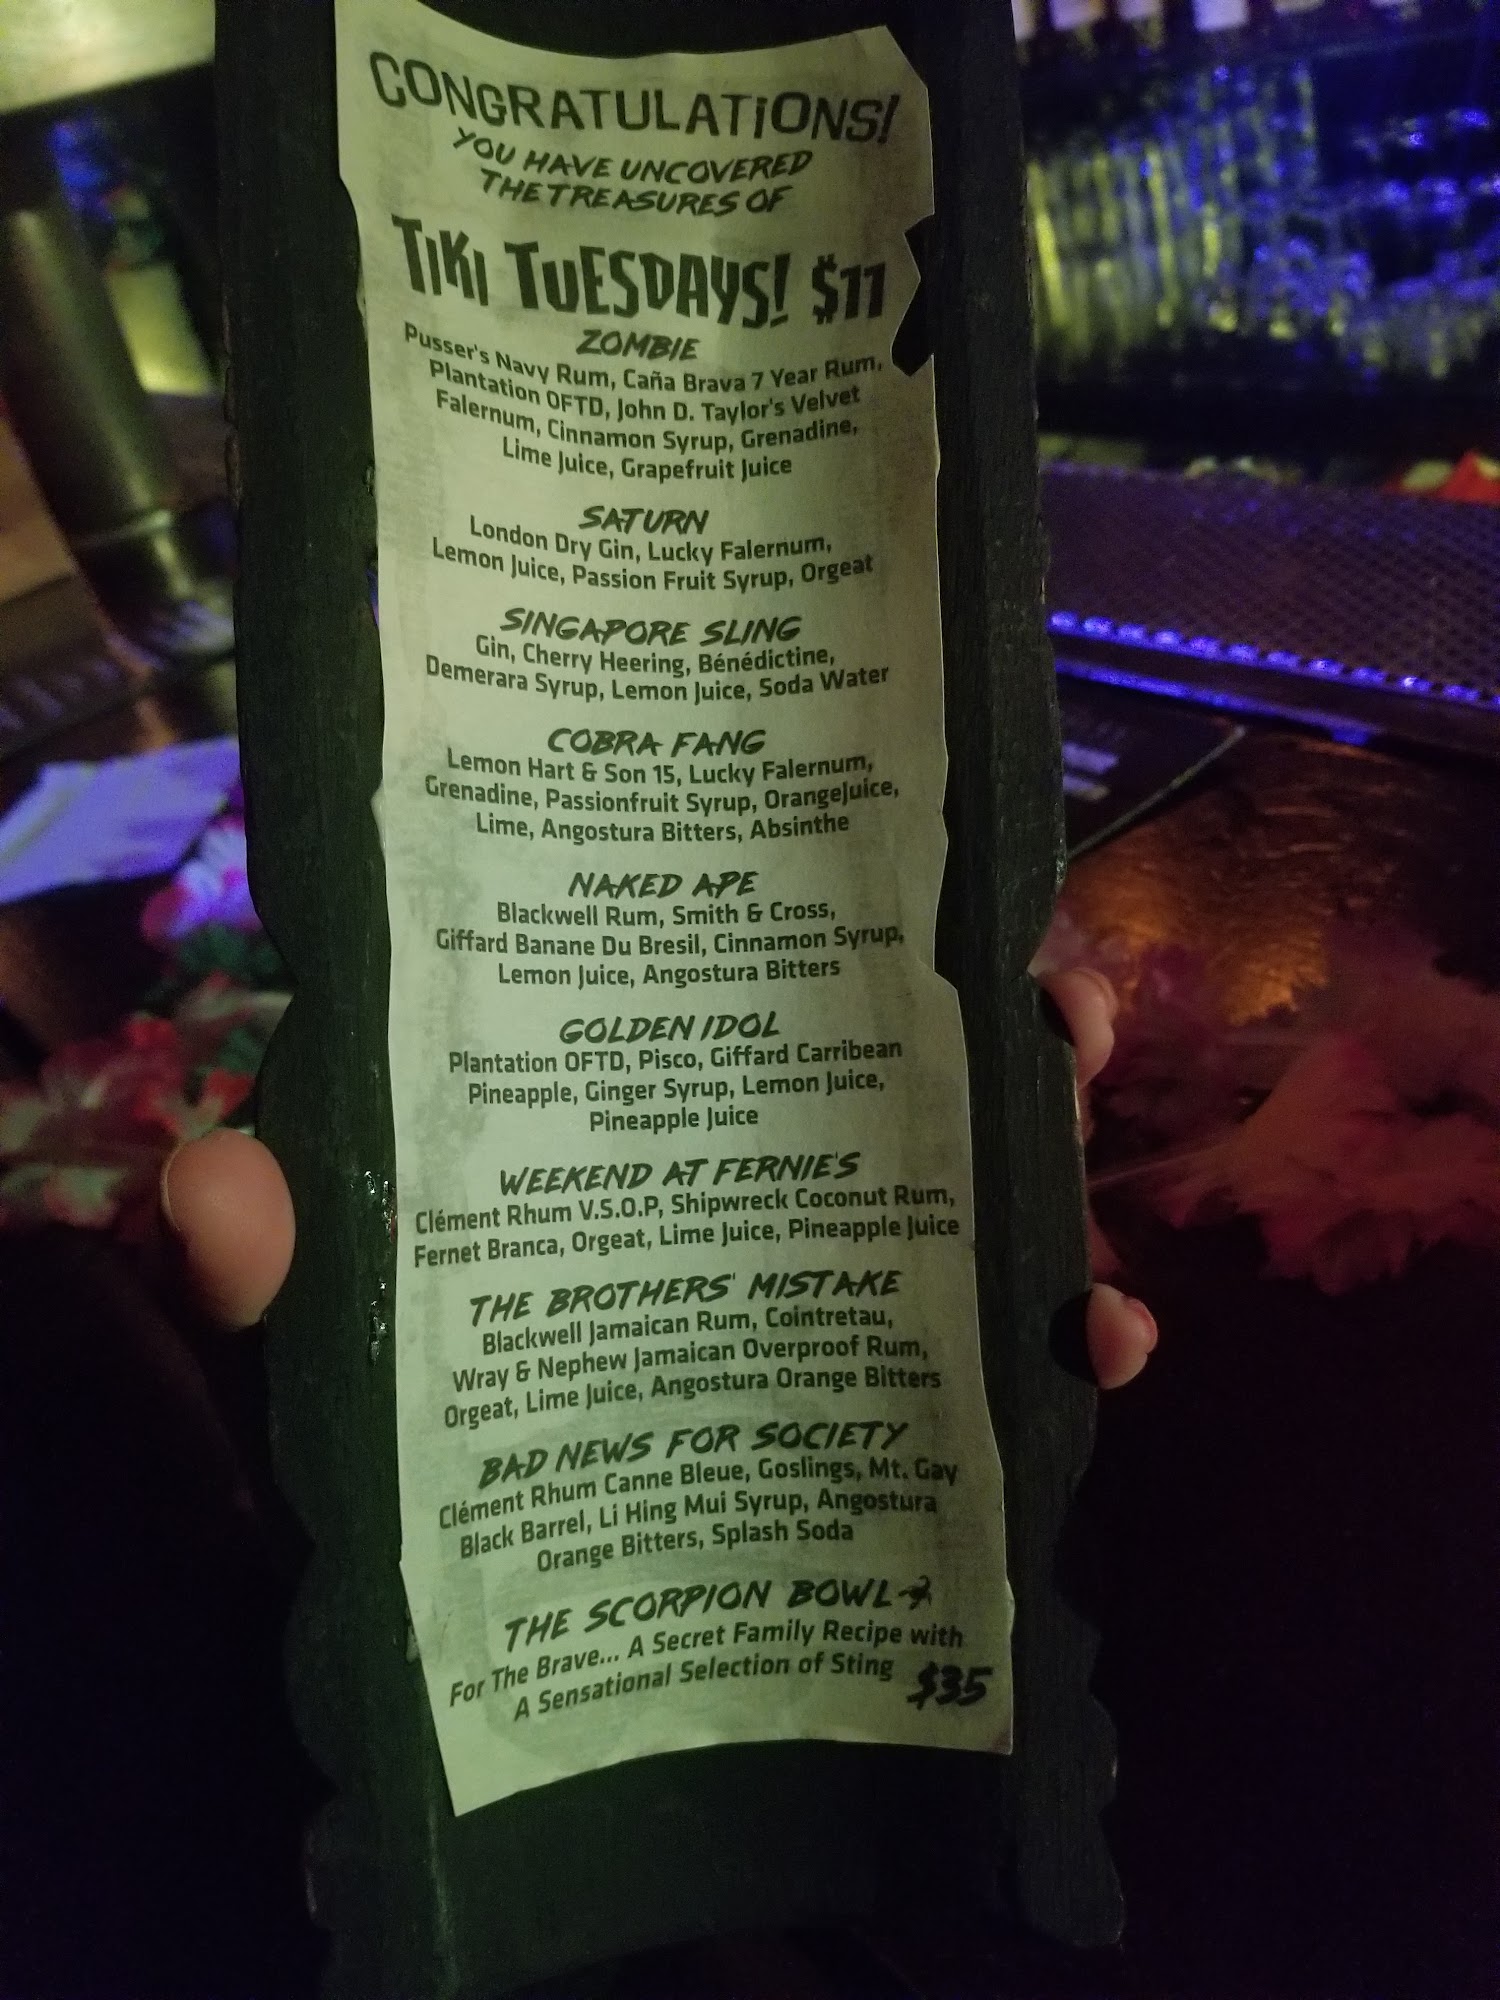 CONGRATULATIONS!
YOU HAVE UNCOVERED
THE TREASURES OF
TIKI TUESDAYS! $11
ZOMBIE
Pusser's Navy Rum, Caña Brava 7 Year Rum,
Plantation OFTD, John D. Taylor's Velvet
Falernum, Cinnamon Syrup, Grenadine,
Lime Juice, Grapefruit Juice
SATURN
London Dry Gin, Lucky Falernum,
Lemon Juice, Passion Fruit Syrup, Orgeat
SINGAPORE SLING
Gin, Cherry Heering, Bénédictine,
Demerara Syrup, Lemon Juice, Soda Water
COBRA FANG
Lemon Hart & Son 15, Lucky Falernum,
Grenadine, Passionfruit Syrup, OrangeJuice,
Lime, Angostura Bitters, Absinthe
NAKED APE
Blackwell Rum, Smith & Cross,
Giffard Banane Du Bresil, Cinnamon Syrup,
Lemon Juice, Angostura Bitters
GOLDEN IDOL
Plantation OFTD, Pisco, Giffard Carribean
Pineapple, Ginger Syrup, Lemon Juice,
Pineapple Juice
WEEKEND AT FERNIE'S
Clément Rhum V.S.O.P, Shipwreck Coconut Rum,
Fernet Branca, Orgeat, Lime Juice, Pineapple Juice
THE BROTHERS' MISTAKE
Blackwell Jamaican Rum, Cointretau,
Wray & Nephew Jamaican Overproof Rum,
Orgeat, Lime Juice, Angostura Orange Bitters
BAD NEWS FOR SOCIETY
Clément Rhum Canne Bleue, Goslings, Mt. Gay
Black Barrel, Li Hing Mui Syrup, Angostura
Orange Bitters, Splash Soda
THE SCORPION BOWL
For The Brave... A Secret Family Recipe with
A Sensational Selection of Sting $35